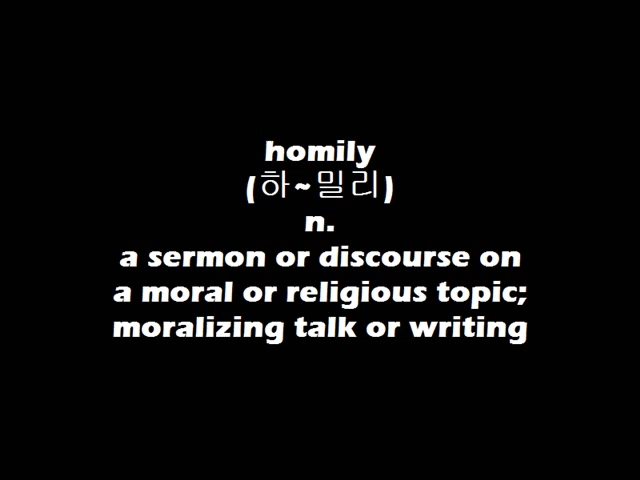 homily
(하~밀리)
n.
a sermon or discourse on
a moral or religious topic;
moralizing talk or writing